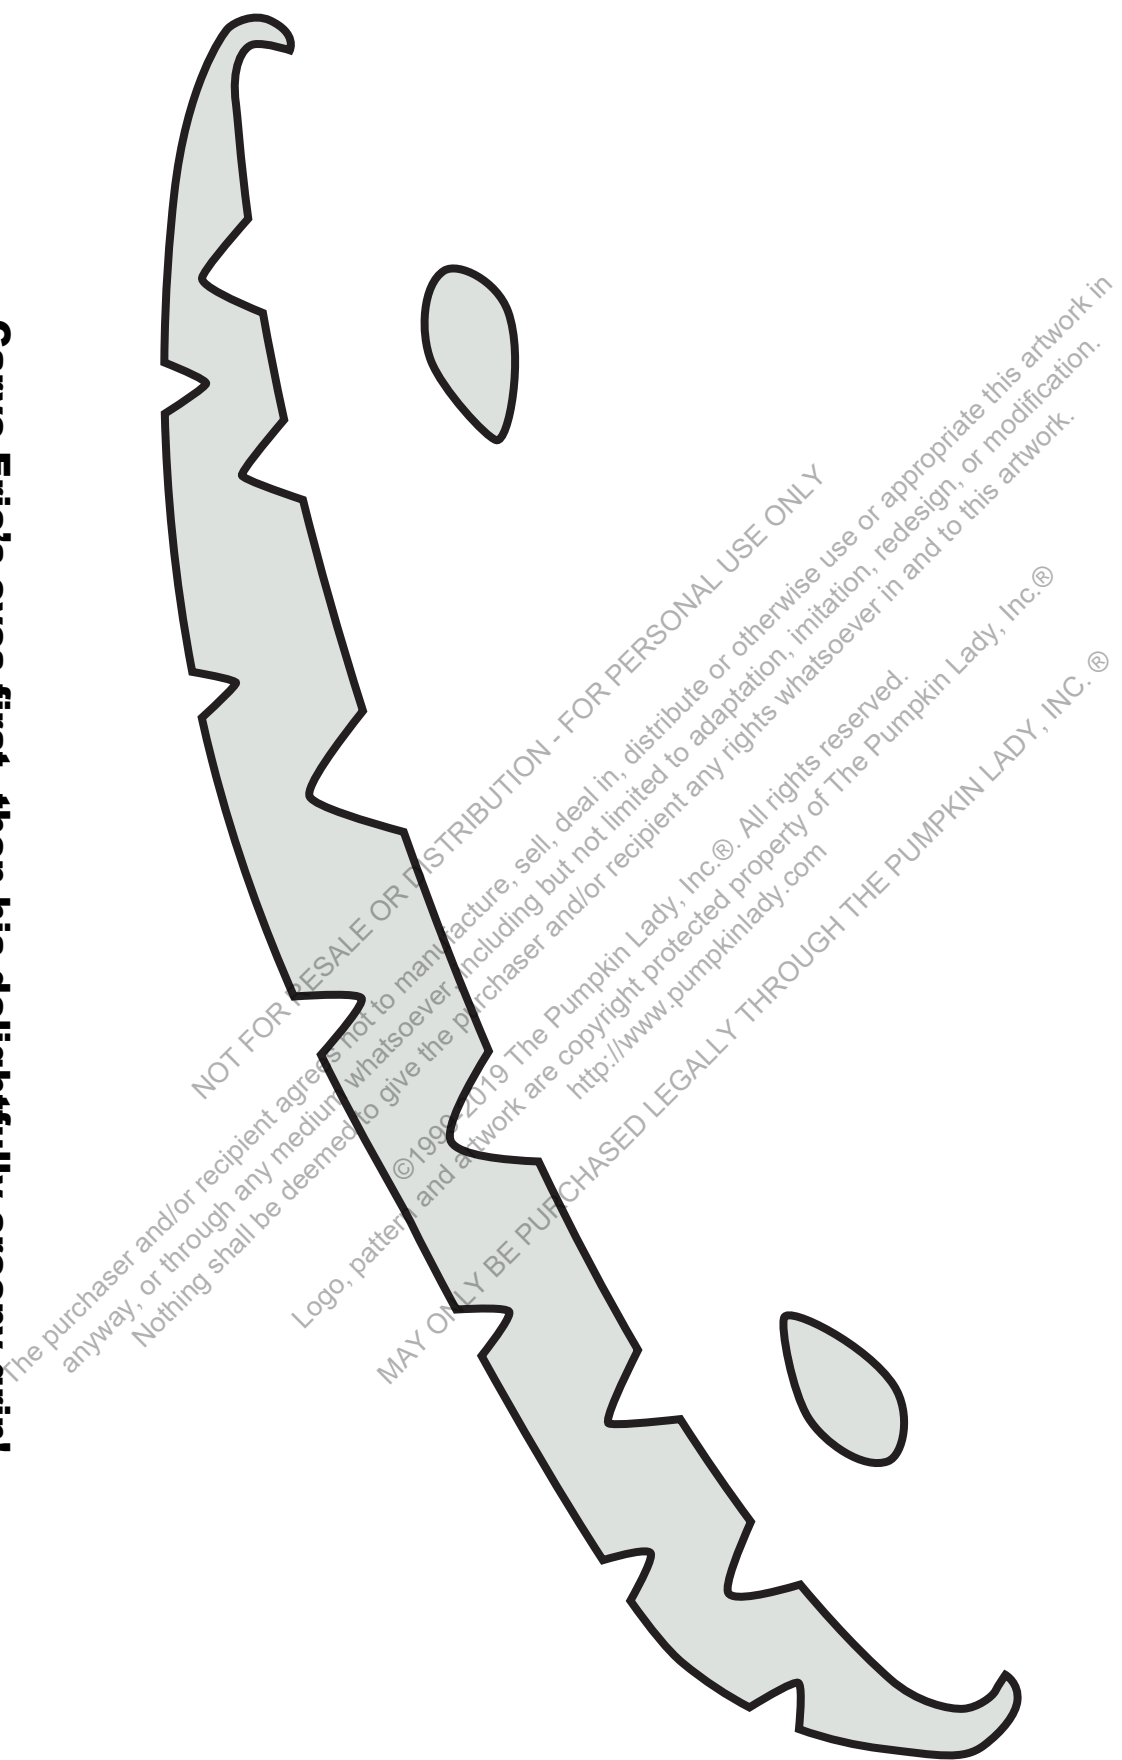 Carve Eric's eyes first, then his delightfully creepy grin!
NOT FOR RESALE OR DISTRIBUTION - FOR PERSONAL USE ONLY
The purchaser and/or recipient agrees not to manufacture, sell, deal in, distribute or otherwise use or appropriate this artwork in
anyway, or through any medium whatsoever, including but not limited to adaptation, imitation, redesign, or modification.
Nothing shall be deemed to give the purchaser and/or recipient any rights whatsoever in and to this artwork.
©1999-2019 The Pumpkin Lady, Inc.®. All rights reserved.
Logo, pattern and artwork are copyright protected property of The Pumpkin Lady, Inc.®
http://www.pumpkinlady.com
MAY ONLY BE PURCHASED LEGALLY THROUGH THE PUMPKIN LADY, INC. ®